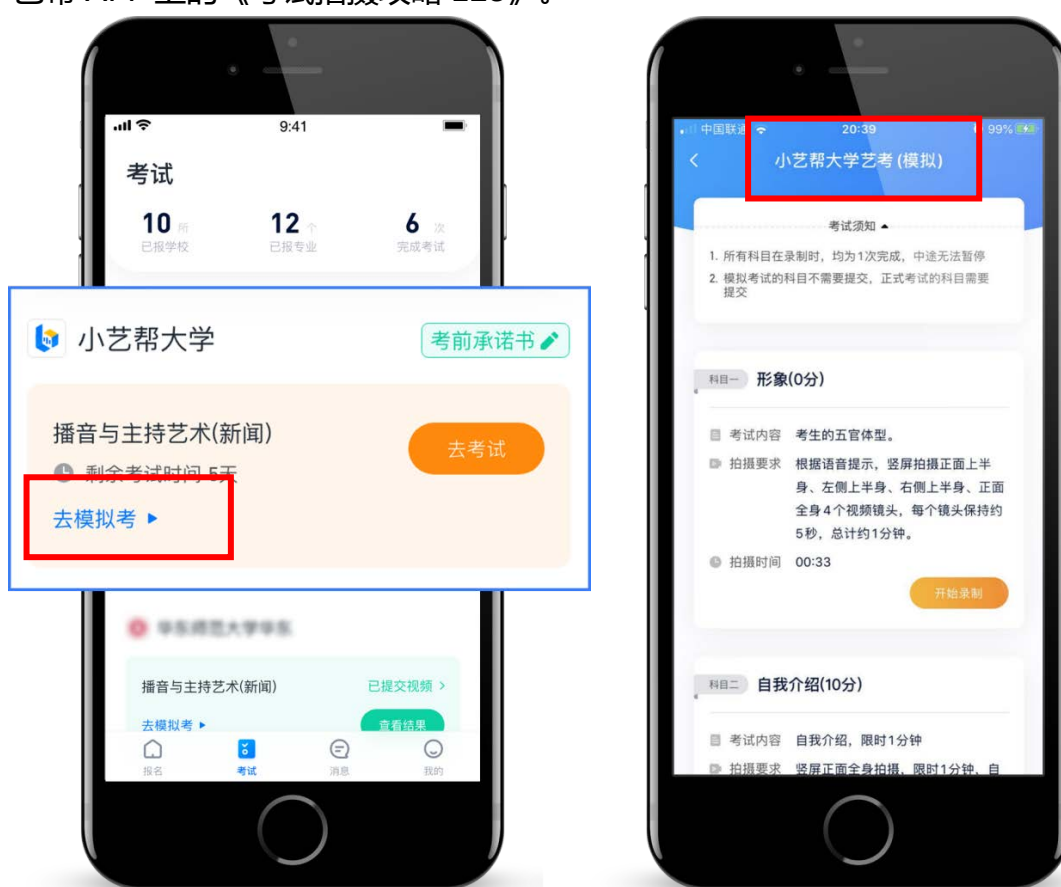 9:41
考试
10 所
12 个
6 次
已报学校
已报专业
完成考试
小艺帮大学
考前承诺书
播音与主持艺术(新闻)
去考试
剩余考试时间 5天
去模拟考
播音与主持艺术(新闻)
已提交视频
去模拟考
查看结果
报名
考试
消息
我的
中国联通
20:39
99%
小艺帮大学艺考(模拟)
考试须知
1. 所有科目在录制时，均为1次完成，中途无法暂停
2. 模拟考试的科目不需要提交，正式考试的科目需要
提交
科目一
形象(0分)
考试内容
考生的五官体型。
拍摄要求
根据语音提示，竖屏拍摄正面上半
身、左侧上半身、右侧上半身、正面
全身4个视频镜头，每个镜头保持约
5秒，总计约1分钟。
拍摄时间
00:33
开始录制
科目二
自我介绍(10分)
考试内容
自我介绍，限时1分钟
拍摄要求
竖屏正面全身拍摄，限时1分钟，自